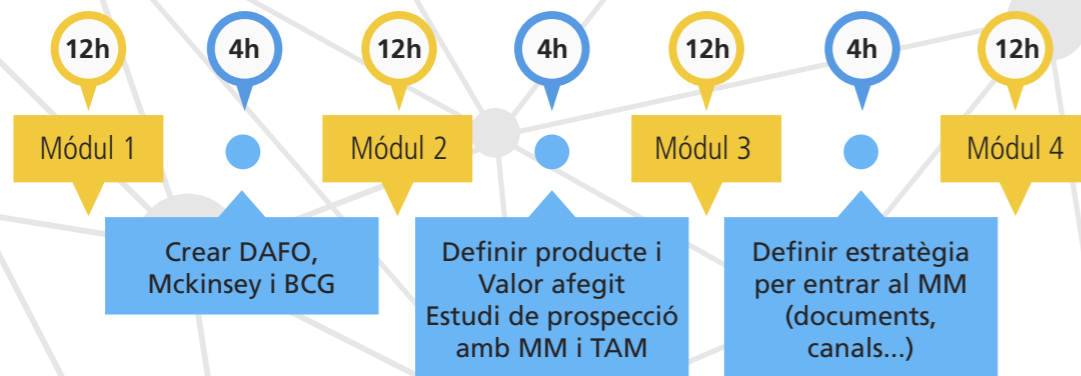 12h
4h
12h
4h
12h
4h
12h
Módul 1
Módul 2
Módul 3
Módul 4
Crear DAFO,
Mckinsey i BCG
Definir producte i
Valor afegit
Estudi de prospecció
amb MM i TAM
Definir estratègia
per entrar al MM
(documents,
canals...)